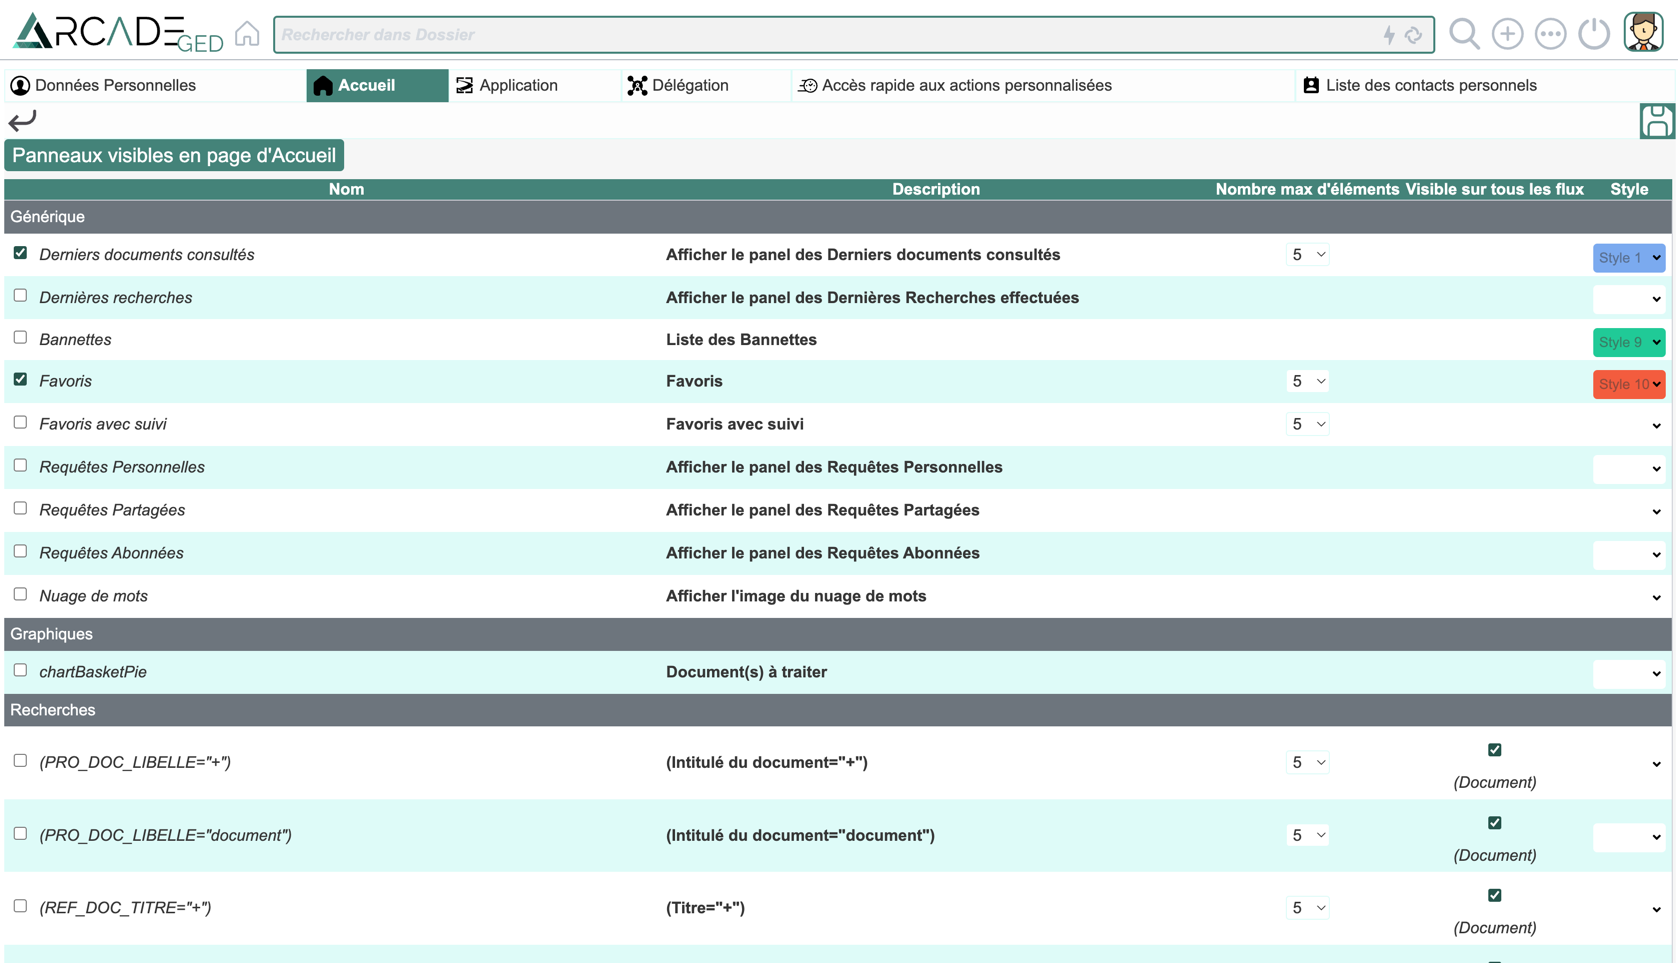 ARCADE GED
Rechercher dans Dossier
Données Personnelles
Accueil
Application
Délégation
Accès rapide aux actions personnalisées
Liste des contacts personnels
Panneaux visibles en page d'Accueil
Nom Description Nombre max d'éléments Visible sur tous les flux Style
Générique
Derniers documents consultés Afficher le panel des Derniers documents consultés 5 Style 1
Dernières recherches Afficher le panel des Dernières Recherches effectuées
Bannettes Liste des Bannettes Style 9
Favoris Favoris 5 Style 10
Favoris avec suivi Favoris avec suivi 5
Requêtes Personnelles Afficher le panel des Requêtes Personnelles
Requêtes Partagées Afficher le panel des Requêtes Partagées
Requêtes Abonnées Afficher le panel des Requêtes Abonnées
Nuage de mots Afficher l'image du nuage de mots
Graphiques
chartBasketPie Document(s) à traiter
Recherches
(PRO_DOC_LIBELLE="+") (Intitulé du document="+") 5
(Document)
(PRO_DOC_LIBELLE="document") (Intitulé du document="document") 5
(Document)
(REF_DOC_TITRE="+") (Titre="+") 5
(Document)